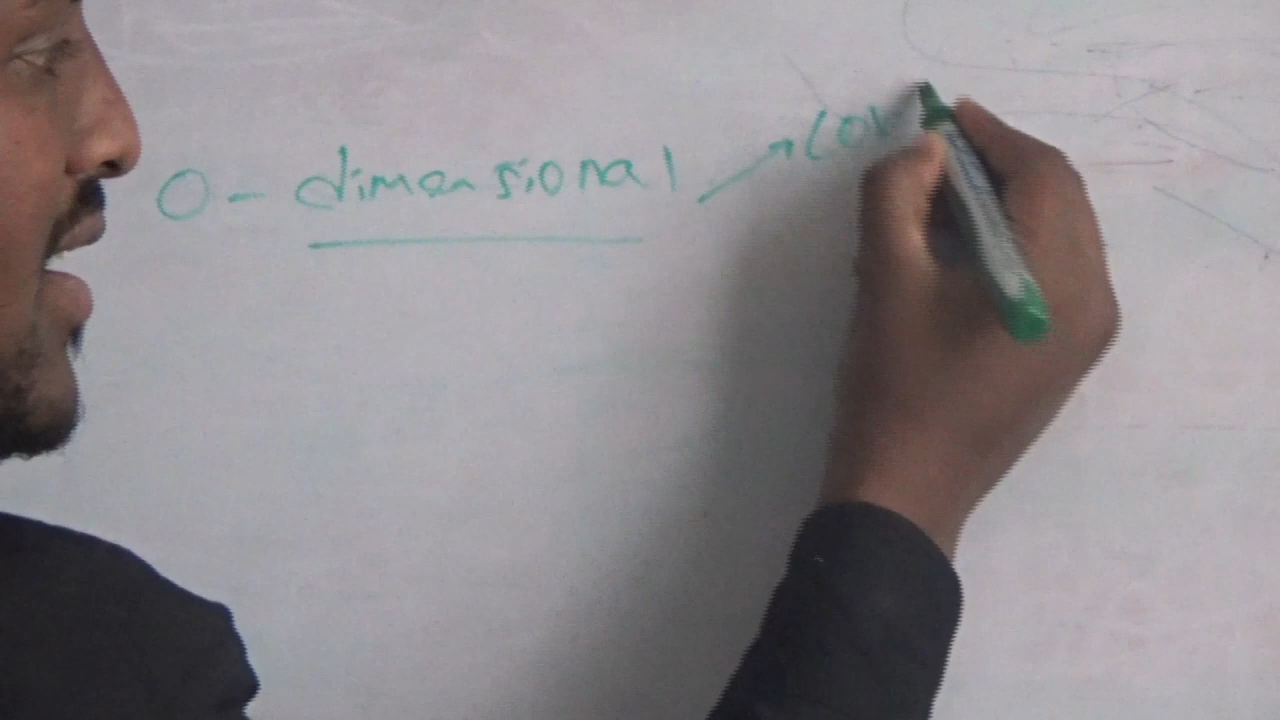 0 - dimensional →